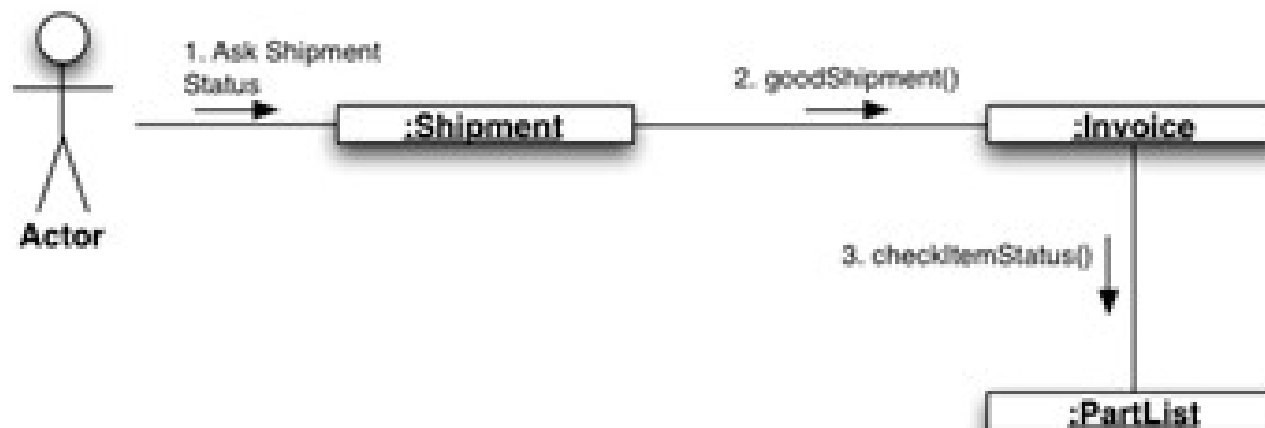 1. Ask Shipment
Status
2. goodShipment()
:Shipment
:Invoice
Actor
3. checkItemStatus()
:PartList